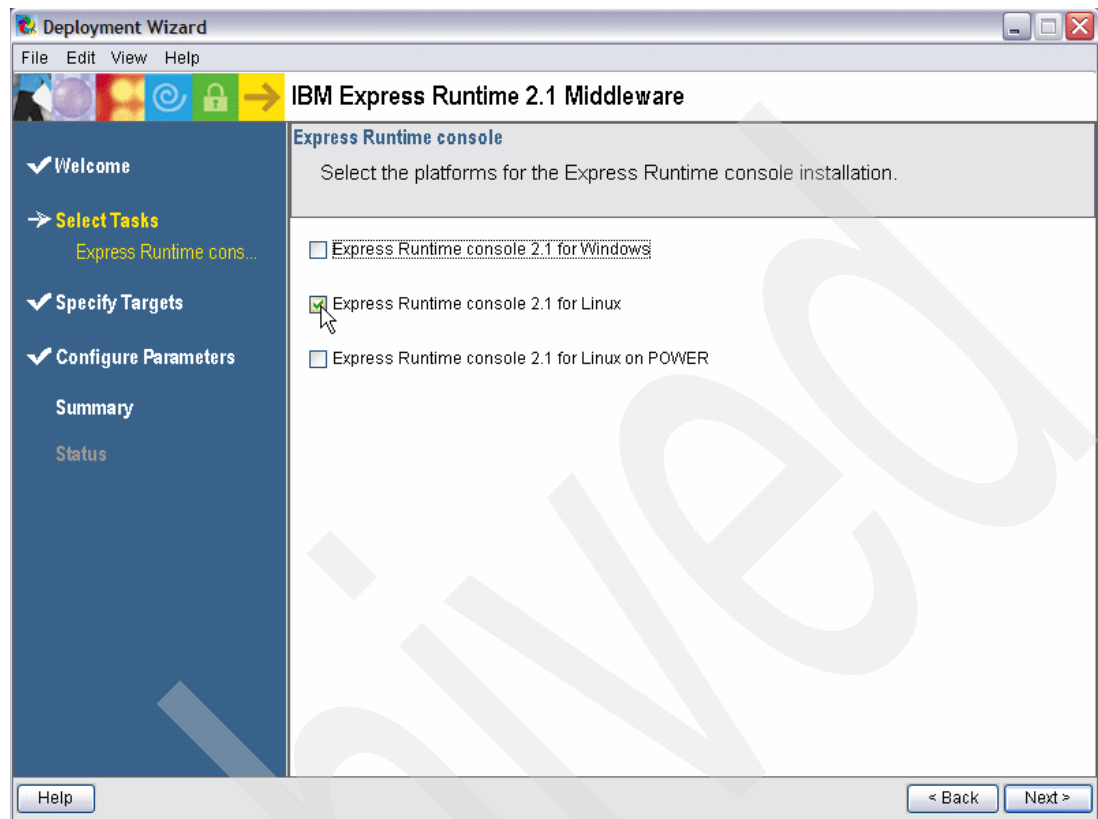 Deployment Wizard
File Edit View Help
IBM Express Runtime 2.1 Middleware
Express Runtime console
Select the platforms for the Express Runtime console installation.
Welcome
Select Tasks
Express Runtime cons...
Specify Targets
Configure Parameters
Summary
Status
Express Runtime console 2.1 for Windows
Express Runtime console 2.1 for Linux
Express Runtime console 2.1 for Linux on POWER
Help
< Back
Next >
hived